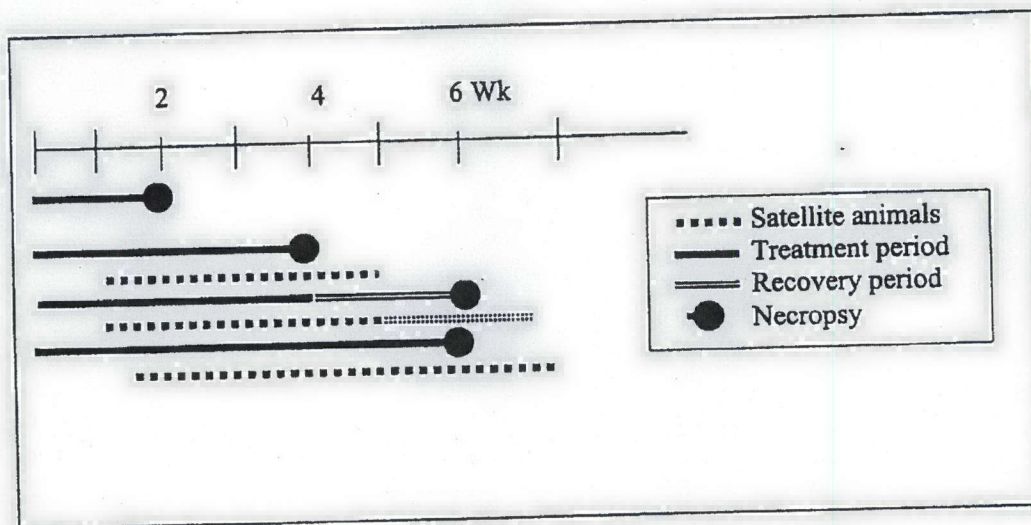 2 4 6 Wk
Satellite animals
Treatment period
Recovery period
Necropsy